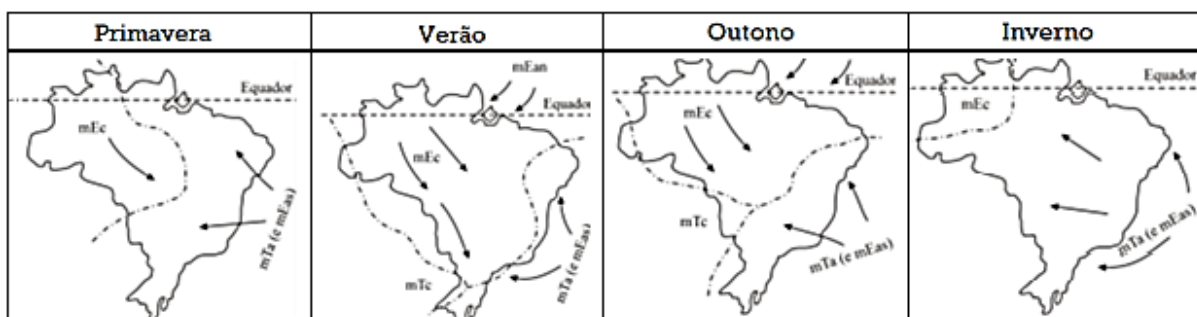 Primavera
Verão
Outono
Inverno
Equador
mEc
mTa (e mEas)
mEan
Equador
mEc
mTc
mTa (e mEas)
Equador
mEc
mTc
mTa (e mEas)
Equador
mEc
mTa (e mEas)